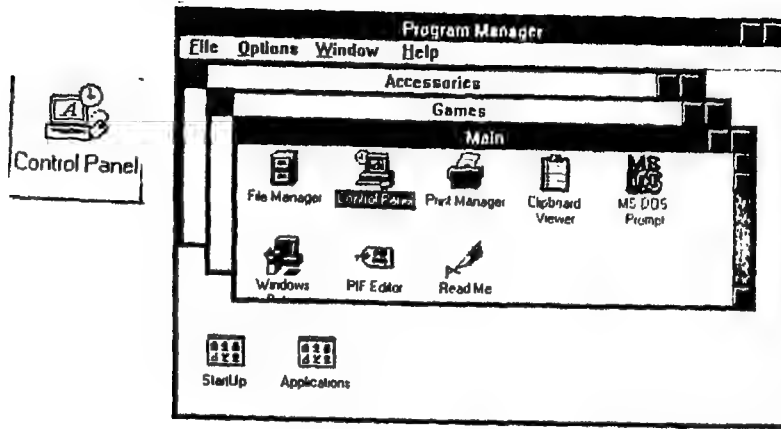 Program Manager
File Options Window Help
Accessories
Games
Main
Control Panel
File Manager Control Panel Print Manager Clipboard Viewer MS-DOS Prompt
Windows PIF Editor Read Me
StartUp Applications